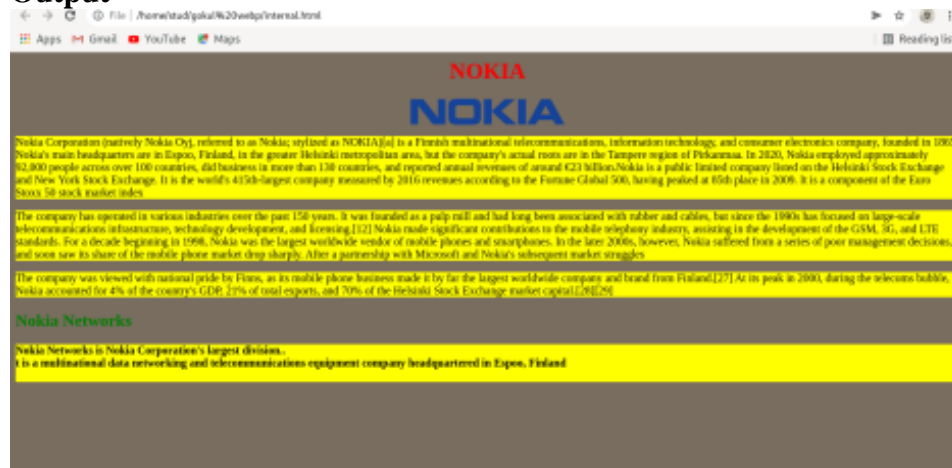 Output
File | /home/stud/gokul%20webp/internal.html
Apps Gmail YouTube Maps Reading lis
NOKIA
NOKIA
Nokia Corporation (natively Nokia Oyj, referred to as Nokia; stylized as NOKIA)[a] is a Finnish multinational telecommunications, information technology, and consumer electronics company, founded in 1865
Nokia's main headquarters are in Espoo, Finland, in the greater Helsinki metropolitan area, but the company's actual roots are in the Tampere region of Pirkanmaa. In 2020, Nokia employed approximately
92,000 people across over 100 countries, did business in more than 130 countries, and reported annual revenues of around €23 billion.Nokia is a public limited company listed on the Helsinki Stock Exchange
and New York Stock Exchange. It is the world's 415th-largest company measured by 2016 revenues according to the Fortune Global 500, having peaked at 85th place in 2009. It is a component of the Euro
Stoxx 50 stock market index
The company has operated in various industries over the past 150 years. It was founded as a pulp mill and had long been associated with rubber and cables, but since the 1990s has focused on large-scale
telecommunications infrastructure, technology development, and licensing.[12] Nokia made significant contributions to the mobile telephony industry, assisting in the development of the GSM, 3G, and LTE
standards. For a decade beginning in 1998, Nokia was the largest worldwide vendor of mobile phones and smartphones. In the later 2000s, however, Nokia suffered from a series of poor management decision
and soon saw its share of the mobile phone market drop sharply. After a partnership with Microsoft and Nokia's subsequent market struggles
The company was viewed with national pride by Finns, as its mobile phone business made it by far the largest worldwide company and brand from Finland.[27] At its peak in 2000, during the telecoms bubble,
Nokia accounted for 4% of the country's GDP, 21% of total exports, and 70% of the Helsinki Stock Exchange market capital.[28][29]
Nokia Networks
Nokia Networks is Nokia Corporation's largest division..
t is a multinational data networking and telecommunications equipment company headquartered in Espoo, Finland